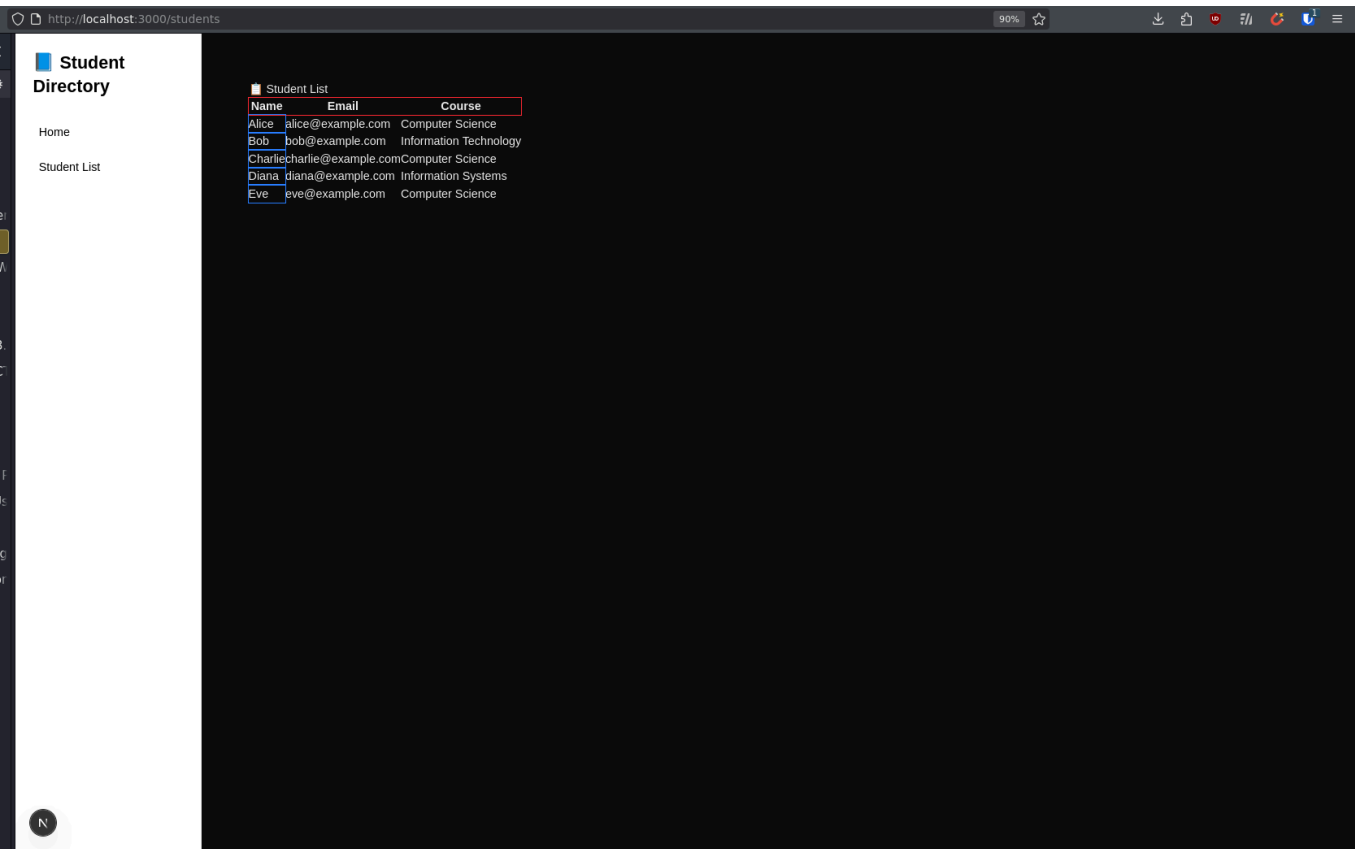 http://localhost:3000/students
90%
1
📘 Student
Directory
Home
Student List
📋 Student List
Name Email Course
Alice alice@example.com Computer Science
Bob bob@example.com Information Technology
Charlie charlie@example.com Computer Science
Diana diana@example.com Information Systems
Eve eve@example.com Computer Science
N